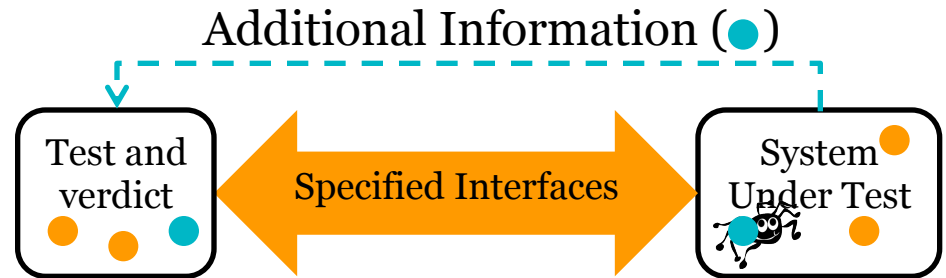 Additional Information ( )
Test and
verdict
Specified Interfaces
System
Under Test